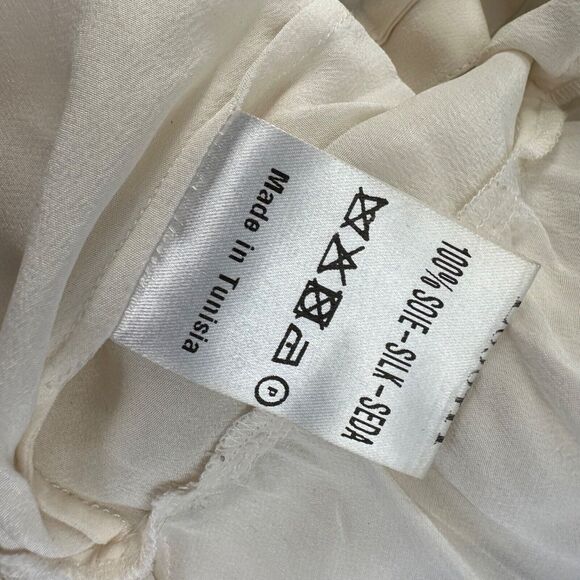 100% SOIE-SILK-SEDA
P
Made in Tunisia